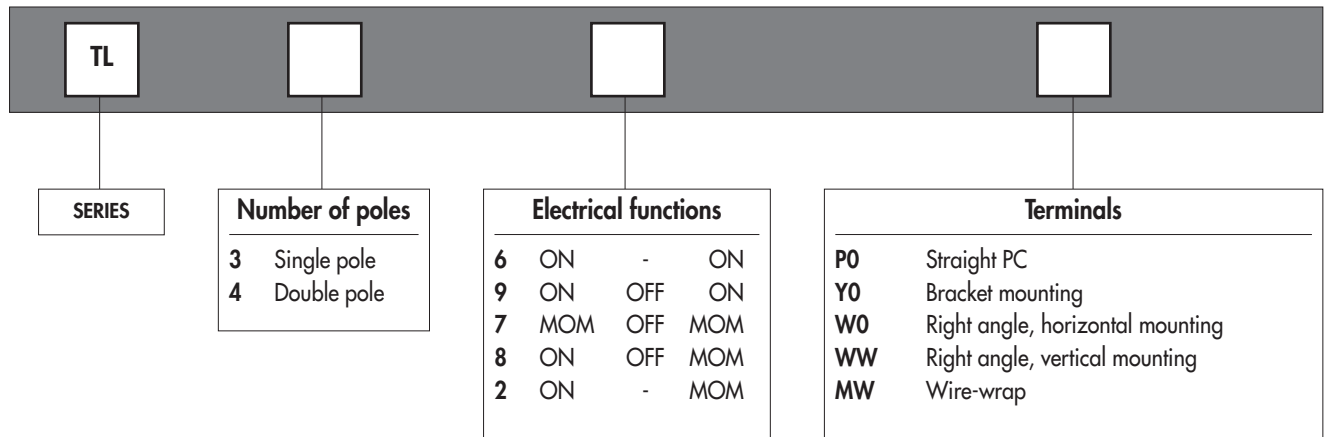 TL
SERIES
Number of poles
3 Single pole
4 Double pole
Electrical functions
6 ON - ON
9 ON OFF ON
7 MOM OFF MOM
8 ON OFF MOM
2 ON - MOM
Terminals
P0 Straight PC
Y0 Bracket mounting
W0 Right angle, horizontal mounting
WW Right angle, vertical mounting
MW Wire-wrap